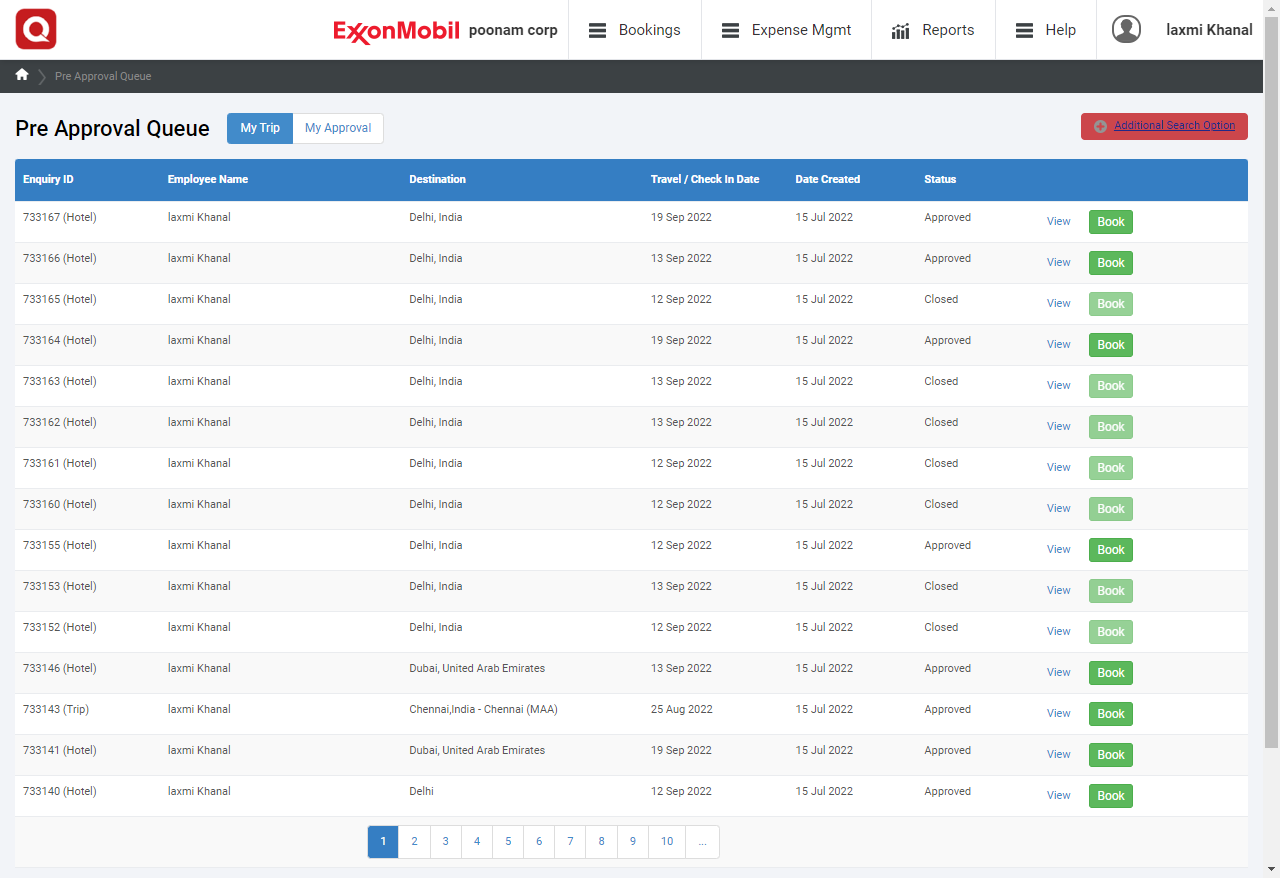 Q ExxonMobil poonam corp Bookings Expense Mgmt Reports Help laxmi Khanal
Pre Approval Queue
Pre Approval Queue My Trip My Approval Additional Search Option
Enquiry ID Employee Name Destination Travel / Check In Date Date Created Status
733167 (Hotel) laxmi Khanal Delhi, India 19 Sep 2022 15 Jul 2022 Approved View Book
733166 (Hotel) laxmi Khanal Delhi, India 13 Sep 2022 15 Jul 2022 Approved View Book
733165 (Hotel) laxmi Khanal Delhi, India 12 Sep 2022 15 Jul 2022 Closed View Book
733164 (Hotel) laxmi Khanal Delhi, India 19 Sep 2022 15 Jul 2022 Approved View Book
733163 (Hotel) laxmi Khanal Delhi, India 13 Sep 2022 15 Jul 2022 Closed View Book
733162 (Hotel) laxmi Khanal Delhi, India 13 Sep 2022 15 Jul 2022 Closed View Book
733161 (Hotel) laxmi Khanal Delhi, India 12 Sep 2022 15 Jul 2022 Closed View Book
733160 (Hotel) laxmi Khanal Delhi, India 12 Sep 2022 15 Jul 2022 Closed View Book
733155 (Hotel) laxmi Khanal Delhi, India 12 Sep 2022 15 Jul 2022 Approved View Book
733153 (Hotel) laxmi Khanal Delhi, India 13 Sep 2022 15 Jul 2022 Closed View Book
733152 (Hotel) laxmi Khanal Delhi, India 12 Sep 2022 15 Jul 2022 Closed View Book
733146 (Hotel) laxmi Khanal Dubai, United Arab Emirates 13 Sep 2022 15 Jul 2022 Approved View Book
733143 (Trip) laxmi Khanal Chennai,India - Chennai (MAA) 25 Aug 2022 15 Jul 2022 Approved View Book
733141 (Hotel) laxmi Khanal Dubai, United Arab Emirates 19 Sep 2022 15 Jul 2022 Approved View Book
733140 (Hotel) laxmi Khanal Delhi 12 Sep 2022 15 Jul 2022 Approved View Book
1 2 3 4 5 6 7 8 9 10 ...